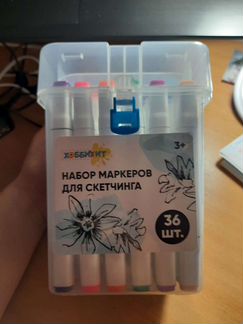 ХОББИХИТ
3+
НАБОР МАРКЕРОВ
ДЛЯ СКЕТЧИНГА
36
ШТ.